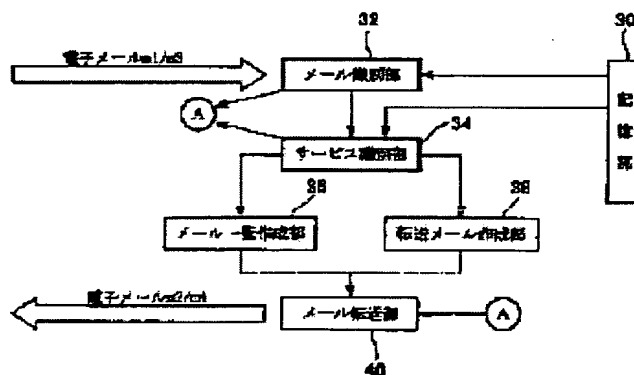 32
30
電子メールm1/m3
メール識別部
記憶部
A
34
サービス識別部
36
38
メール一覧作成部
転送メール作成部
電子メールm2/m4
メール転送部
A
40